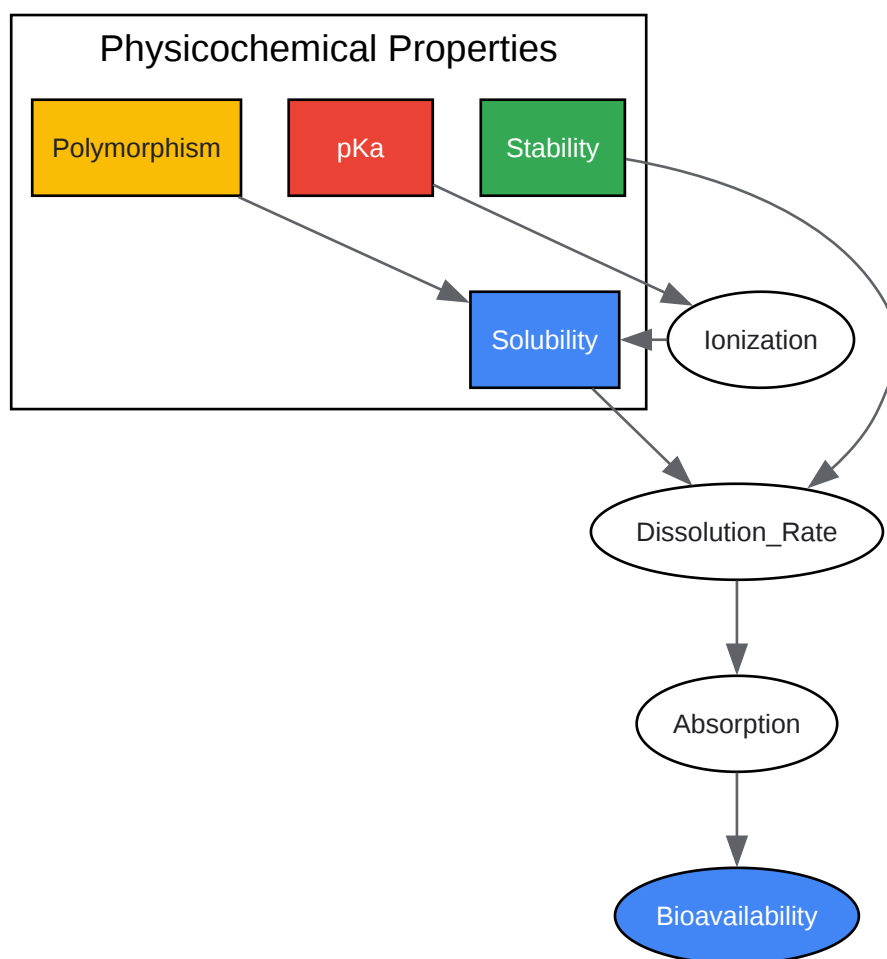 Physicochemical Properties
Polymorphism
pKa
Stability
Solubility
Ionization
Dissolution_Rate
Absorption
Bioavailability